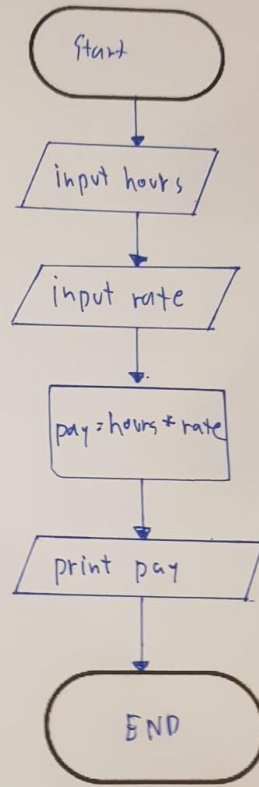 Start
input hours
input rate
pay = hours * rate
print pay
END